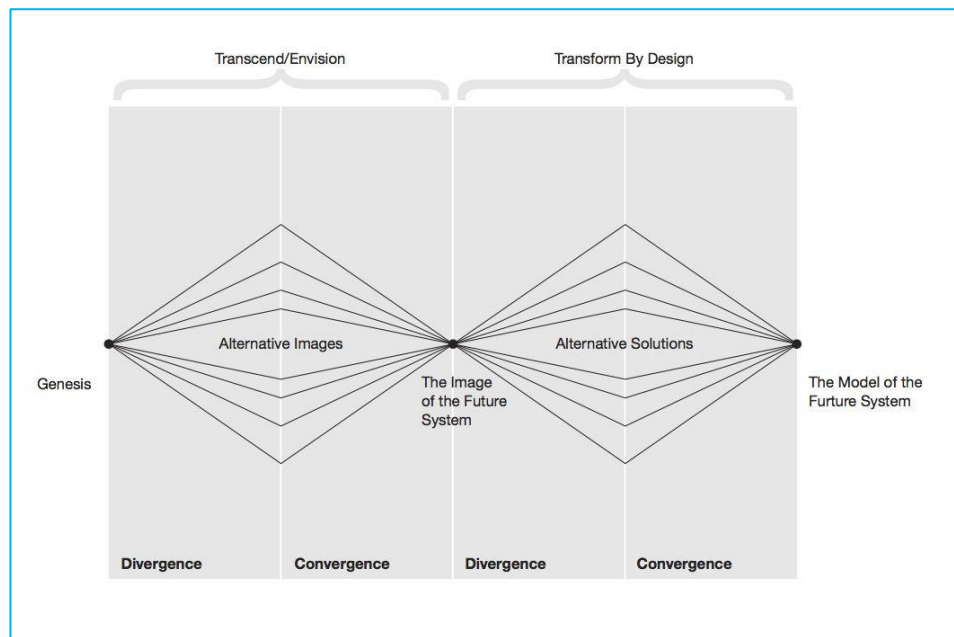 Transcend/Envision
Transform By Design
Alternative Images
Alternative Solutions
Genesis
The Image
of the Future
System
The Model of the
Furture System
Divergence
Convergence
Divergence
Convergence